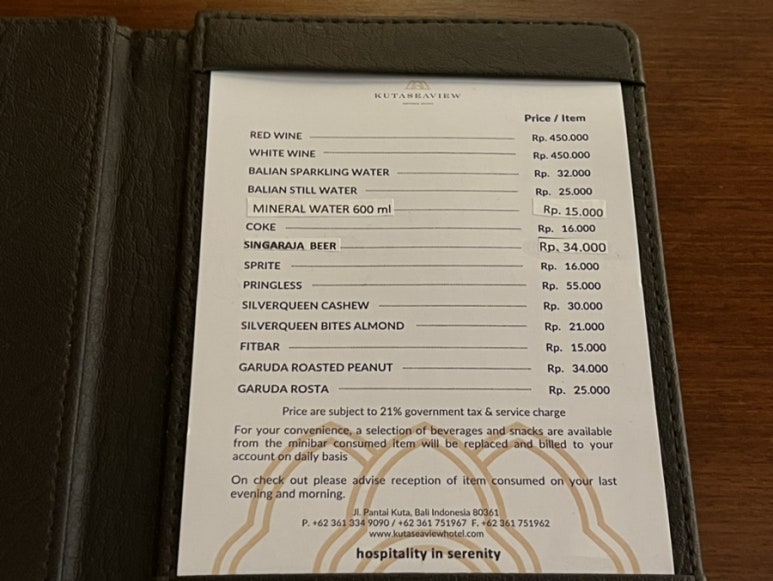 KUTASEAVIEW
Price / Item
RED WINE Rp. 450.000
WHITE WINE Rp. 450.000
BALIAN SPARKLING WATER Rp. 32.000
BALIAN STILL WATER Rp. 25.000
MINERAL WATER 600 ml Rp. 15.000
COKE Rp. 16.000
SINGARAJA BEER Rp. 34.000
SPRITE Rp. 16.000
PRINGLESS Rp. 55.000
SILVERQUEEN CASHEW Rp. 30.000
SILVERQUEEN BITES ALMOND Rp. 21.000
FITBAR Rp. 15.000
GARUDA ROASTED PEANUT Rp. 34.000
GARUDA ROSTA Rp. 25.000
Price are subject to 21% government tax & service charge
For your convenience, a selection of beverages and snacks are available
from the minibar consumed item will be replaced and billed to your
account on daily basis
On check out please advise reception of item consumed on your last
evening and morning.
Jl. Pantai Kuta, Bali Indonesia 80361
P. +62 361 334 9090 / +62 361 751967 F. +62 361 751962
www.kutaseaviewhotel.com
hospitality in serenity